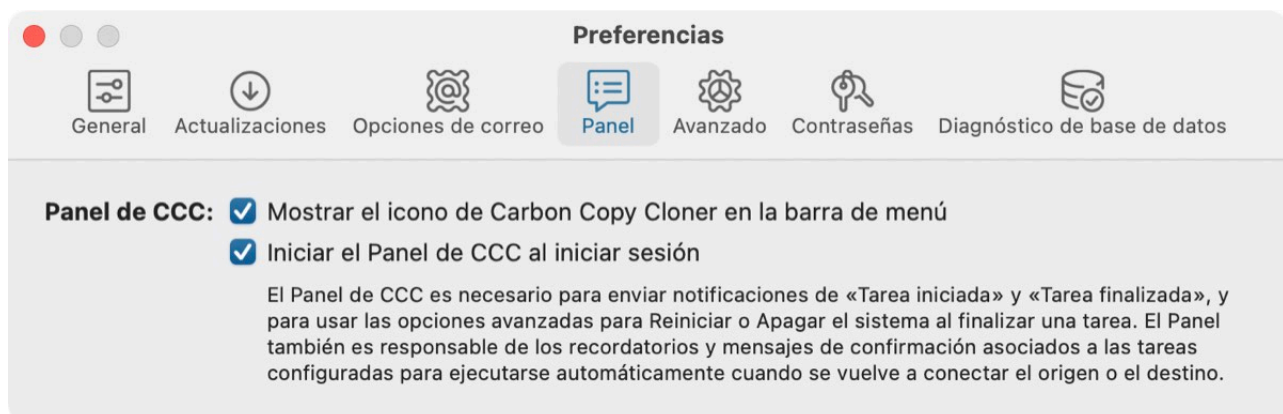 Preferencias
General
Actualizaciones
Opciones de correo
Panel
Avanzado
Contraseñas
Diagnóstico de base de datos
Panel de CCC: Mostrar el icono de Carbon Copy Cloner en la barra de menú
Iniciar el Panel de CCC al iniciar sesión
El Panel de CCC es necesario para enviar notificaciones de «Tarea iniciada» y «Tarea finalizada», y
para usar las opciones avanzadas para Reiniciar o Apagar el sistema al finalizar una tarea. El Panel
también es responsable de los recordatorios y mensajes de confirmación asociados a las tareas
configuradas para ejecutarse automáticamente cuando se vuelve a conectar el origen o el destino.